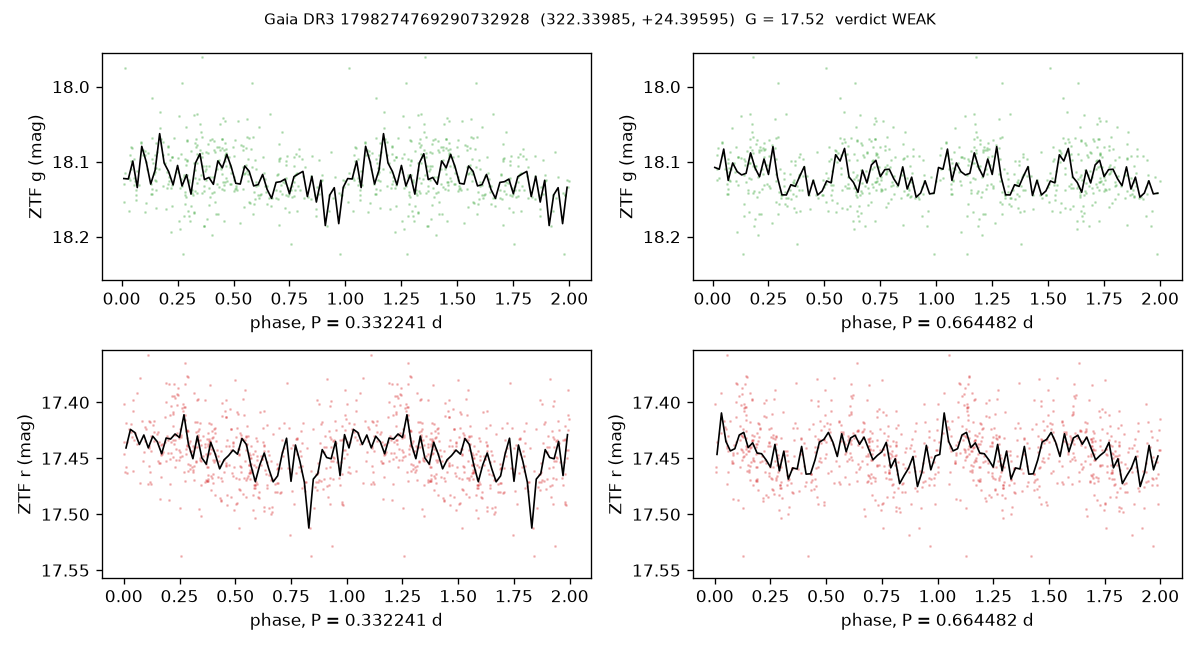 Gaia DR3 1798274769290732928 (322.33985, +24.39595) G = 17.52 verdict WEAK
ZTF g (mag)
18.0
18.1
18.2
0.00 0.25 0.50 0.75 1.00 1.25 1.50 1.75 2.00
phase, P = 0.332241 d
ZTF g (mag)
18.0
18.1
18.2
0.00 0.25 0.50 0.75 1.00 1.25 1.50 1.75 2.00
phase, P = 0.664482 d
ZTF r (mag)
17.40
17.45
17.50
17.55
0.00 0.25 0.50 0.75 1.00 1.25 1.50 1.75 2.00
phase, P = 0.332241 d
ZTF r (mag)
17.40
17.45
17.50
17.55
0.00 0.25 0.50 0.75 1.00 1.25 1.50 1.75 2.00
phase, P = 0.664482 d